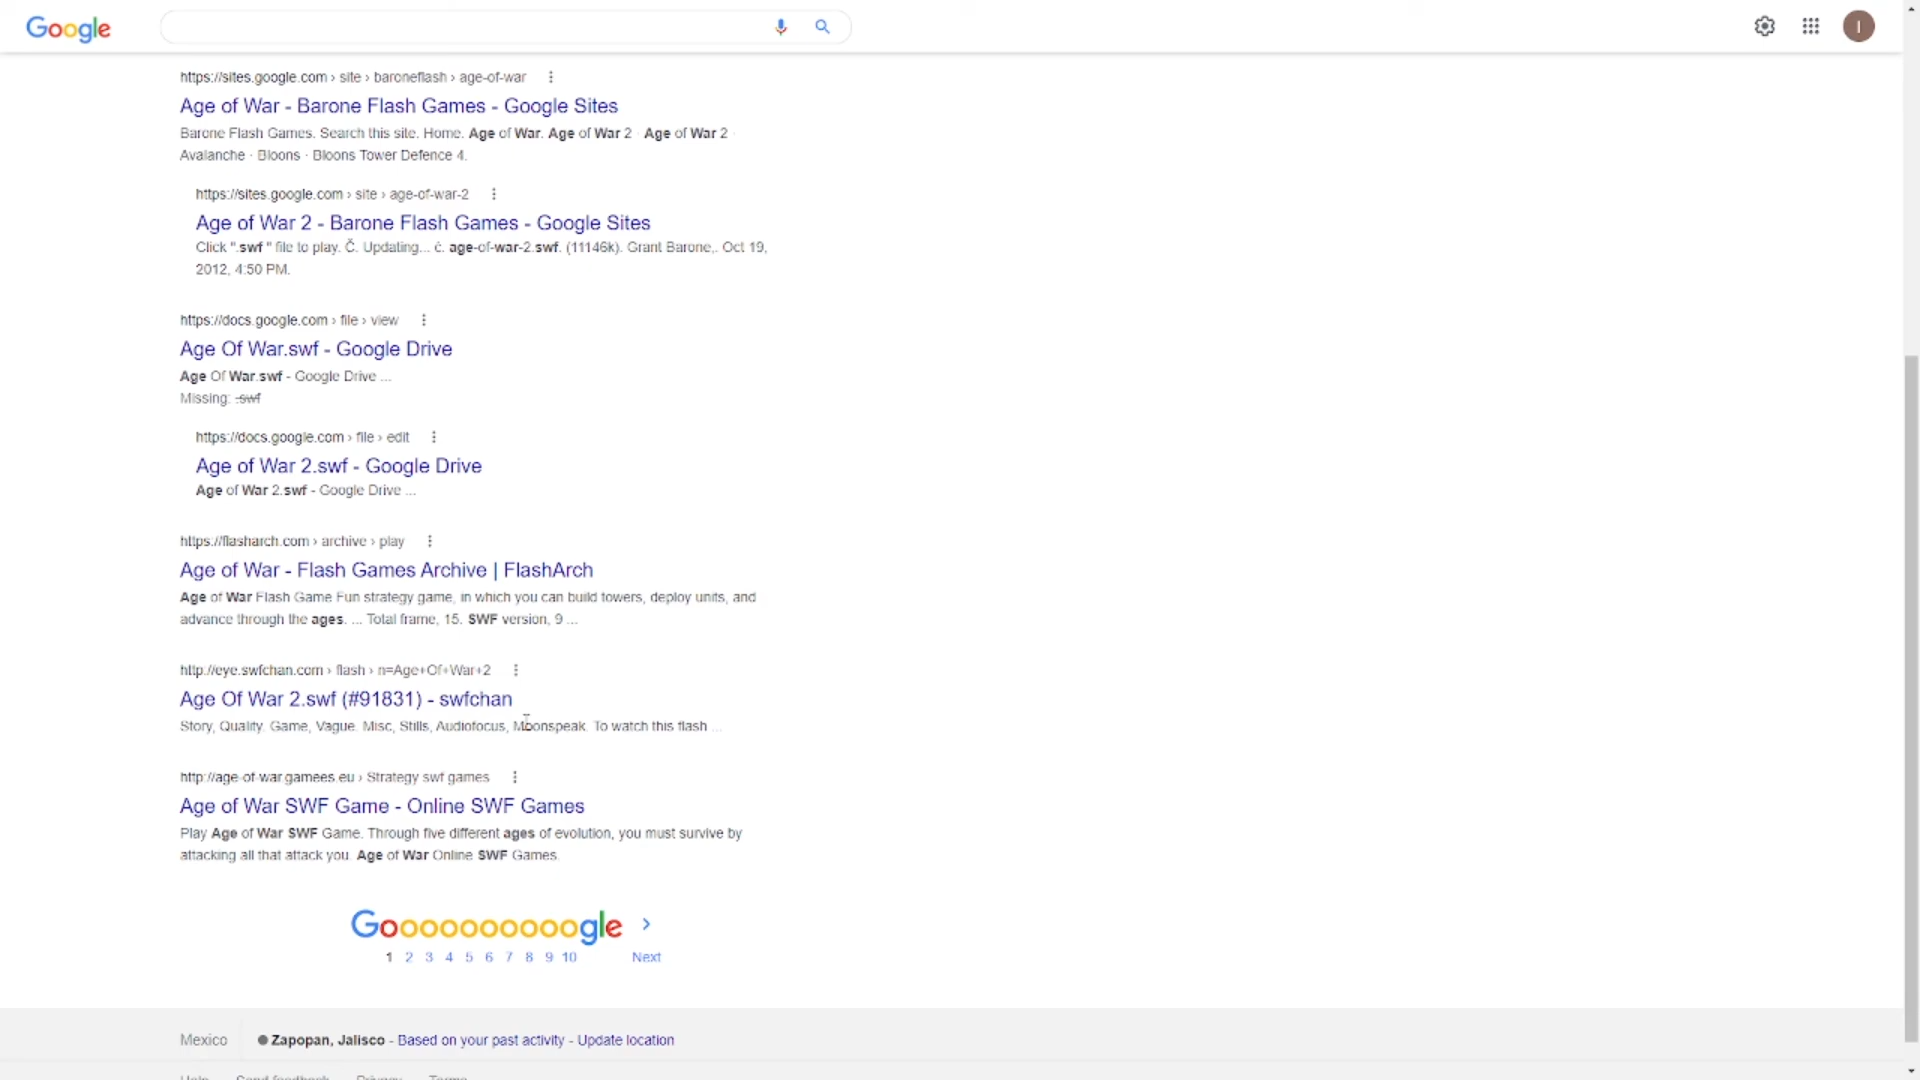 Google
I
https://sites.google.com › site › baroneflash › age-of-war
Age of War - Barone Flash Games - Google Sites
Barone Flash Games. Search this site. Home. Age of War. Age of War 2 · Age of War 2
Avalanche · Bloons · Bloons Tower Defence 4.
https://sites.google.com › site › age-of-war-2
Age of War 2 - Barone Flash Games - Google Sites
Click ".swf " file to play. Č. Updating... ċ. age-of-war-2.swf. (11146k). Grant Barone,. Oct 19,
2012, 4:50 PM.
https://docs.google.com › file › view
Age Of War.swf - Google Drive
Age Of War.swf - Google Drive ...
Missing: .swf
https://docs.google.com › file › edit
Age of War 2.swf - Google Drive
Age of War 2.swf - Google Drive ...
https://flasharch.com › archive › play
Age of War - Flash Games Archive | FlashArch
Age of War Flash Game Fun strategy game, in which you can build towers, deploy units, and
advance through the ages. ... Total frame, 15. SWF version, 9 ...
http://eye.swfchan.com › flash › n=Age+Of+War+2
Age Of War 2.swf (#91831) - swfchan
Story, Quality. Game, Vague. Misc, Stills, Audiofocus, Moonspeak. To watch this flash ...
http://age-of-war.gamees.eu › Strategy swf games
Age of War SWF Game - Online SWF Games
Play Age of War SWF Game. Through five different ages of evolution, you must survive by
attacking all that attack you. Age of War Online SWF Games.
Goooooooooogle >
1 2 3 4 5 6 7 8 9 10 Next
Mexico Zapopan, Jalisco - Based on your past activity - Update location
Help Send feedback Privacy Terms